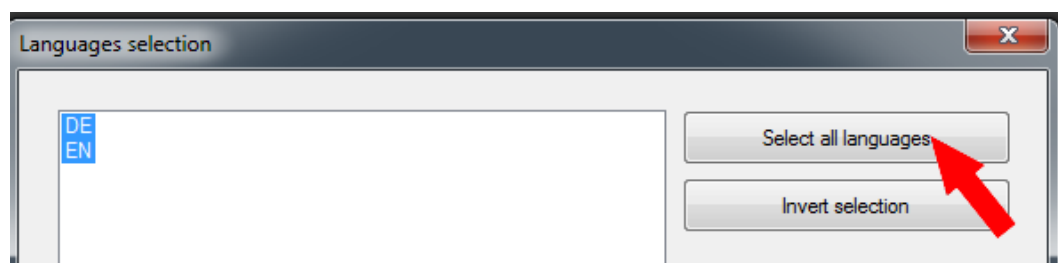 Languages selection
DE
EN
Select all languages
Invert selection